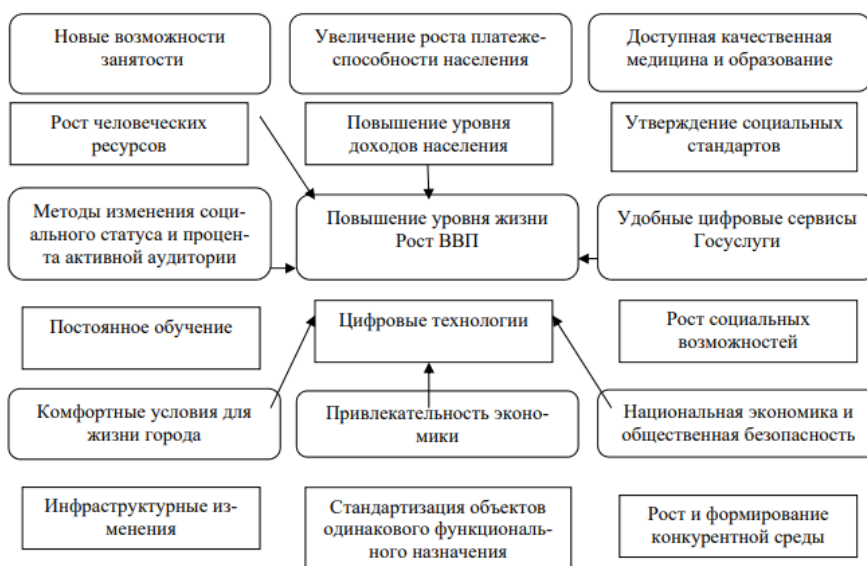 Новые возможности
занятости
Увеличение роста платеже-
способности населения
Доступная качественная
медицина и образование
Рост человеческих
ресурсов
Повышение уровня
доходов населения
Утверждение социальных
стандартов
Методы изменения соци-
ального статуса и процен-
та активной аудитории
Повышение уровня жизни
Рост ВВП
Удобные цифровые сервисы
Госуслуги
Постоянное обучение
Цифровые технологии
Рост социальных
возможностей
Комфортные условия для
жизни города
Привлекательность эконо-
мики
Национальная экономика и
общественная безопасность
Инфраструктурные из-
менения
Стандартизация объектов
одинакового функциональ-
ного назначения
Рост и формирование
конкурентной среды